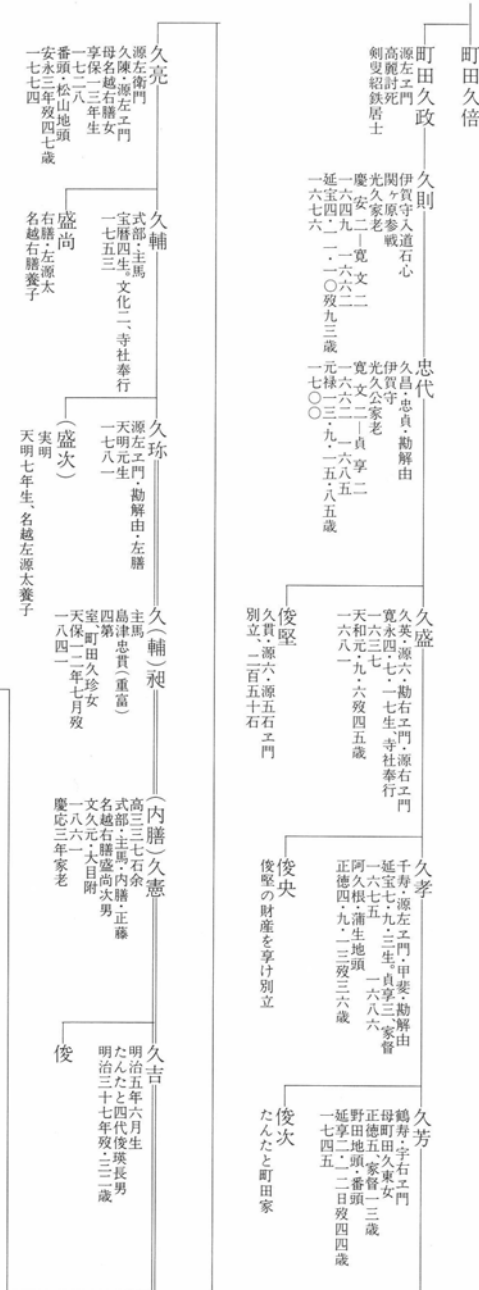 町田久倍
町田久政
源左ヱ門
高麗討死
剣叟紹鉄居士
久則
伊賀守入道石心
関ヶ原参戦
光久家老
慶安二―寛文二
一六四九 一六六二
延宝四・一一・一〇歿九三歳
一六七六
忠代
久昌・忠貞・勘解由
伊賀守
光久公家老
寛文二―貞享二
一六六二 一六八五
元禄一三・九・一五・八五歳
一七〇〇
久盛
久英・源六・勘右ヱ門・源右ヱ門
寛永四・七・一七生、寺社奉行
一六三七
天和元・九・六歿四五歳
一六八一
俊堅
久貫・源六・源五石ヱ門
別立、二百五十石
久孝
千寿・源左ヱ門・甲斐・勘解由
延宝七・九・三生。貞享三、家督
一六七五 一六八六
阿久根・蒲生地頭
正徳四・九・一三歿三六歳
俊央
俊堅の財産を享け別立
久芳
鶴寿・宇右ヱ門
母町田久東女
正徳五、家督一三歳
野田地頭・番頭
延享二・一二日歿四四歳
一七四五
俊次
たんたと町田家
久亮
源左衛門
久陳・源左ヱ門
母名越右膳女
享保一三年生
一七二八
番頭・松山地頭
安永三年歿四七歳
一七七四
久輔
式部・主馬
宝暦四生。文化二、寺社奉行
一七五三
盛尚
右膳・左源太
名越右膳養子
久珎
源左ヱ門・勘解由・左膳
天明元生
一七八一
(盛次)
実明
天明七年生、名越左源太養子
久(輔)昶
主馬
島津忠貫(重富)
四第
室、町田久珍女
天保一二年七月歿
一八四一
(内膳)久憲
高三三七石余
式部・主馬・内膳・正藤
名越右膳盛尚次男
文久元・大目附
一八六一
慶応三年家老
久吉
明治五年六月生
たんたと四代俊瑛長男
明治三十七年歿・三二歳
俊